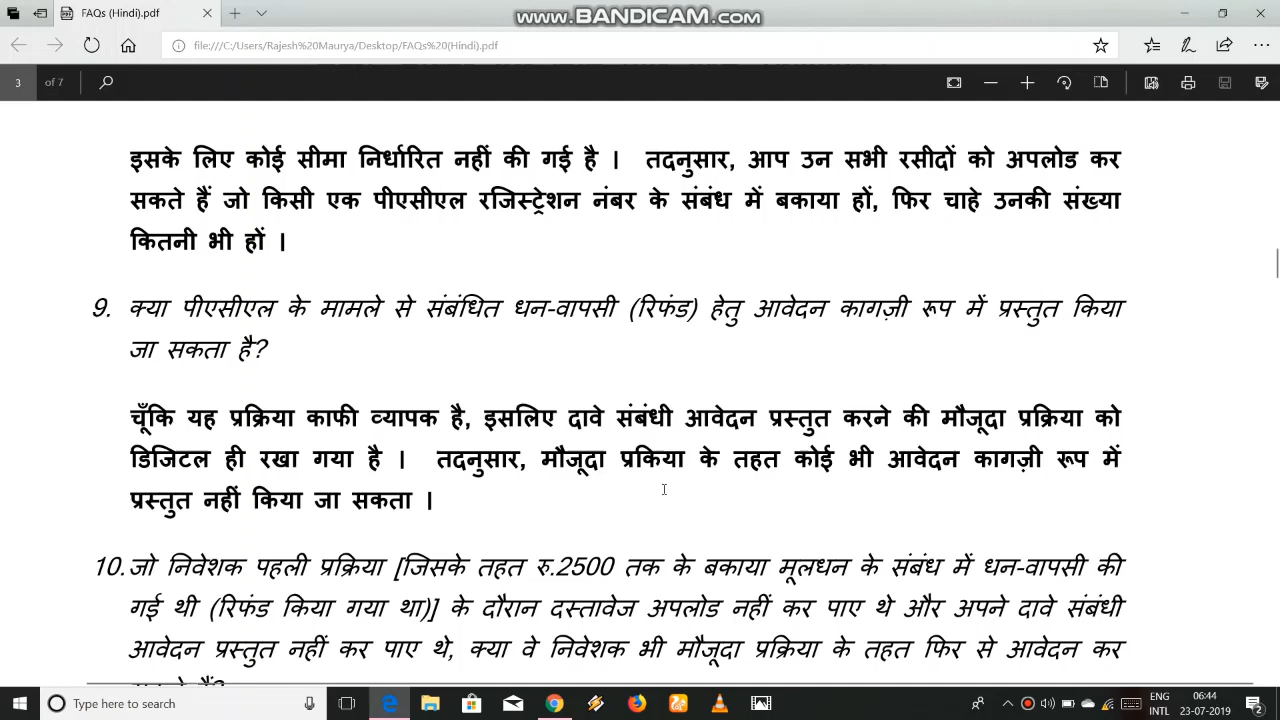 FAQs (Hindi).pdf
www.BANDICAM.com
file:///C:/Users/Rajesh%20Maurya/Desktop/FAQs%20(Hindi).pdf
3 of 7
इसके लिए कोई सीमा निर्धारित नहीं की गई है । तदनुसार, आप उन सभी रसीदों को अपलोड कर
सकते हैं जो किसी एक पीएसीएल रजिस्ट्रेशन नंबर के संबंध में बकाया हों, फिर चाहे उनकी संख्या
कितनी भी हों ।
9. क्या पीएसीएल के मामले से संबंधित धन-वापसी (रिफंड) हेतु आवेदन कागज़ी रूप में प्रस्तुत किया
जा सकता है?
चूँकि यह प्रक्रिया काफी व्यापक है, इसलिए दावे संबंधी आवेदन प्रस्तुत करने की मौजूदा प्रक्रिया को
डिजिटल ही रखा गया है । तदनुसार, मौजूदा प्रकिया के तहत कोई भी आवेदन कागज़ी रूप में
प्रस्तुत नहीं किया जा सकता ।
10. जो निवेशक पहली प्रक्रिया [जिसके तहत रु.2500 तक के बकाया मूलधन के संबंध में धन-वापसी की
गई थी (रिफंड किया गया था)] के दौरान दस्तावेज अपलोड नहीं कर पाए थे और अपने दावे संबंधी
आवेदन प्रस्तुत नहीं कर पाए थे, क्या वे निवेशक भी मौजूदा प्रक्रिया के तहत फिर से आवेदन कर
Type here to search
ENG 06:44
INTL 23-07-2019
2